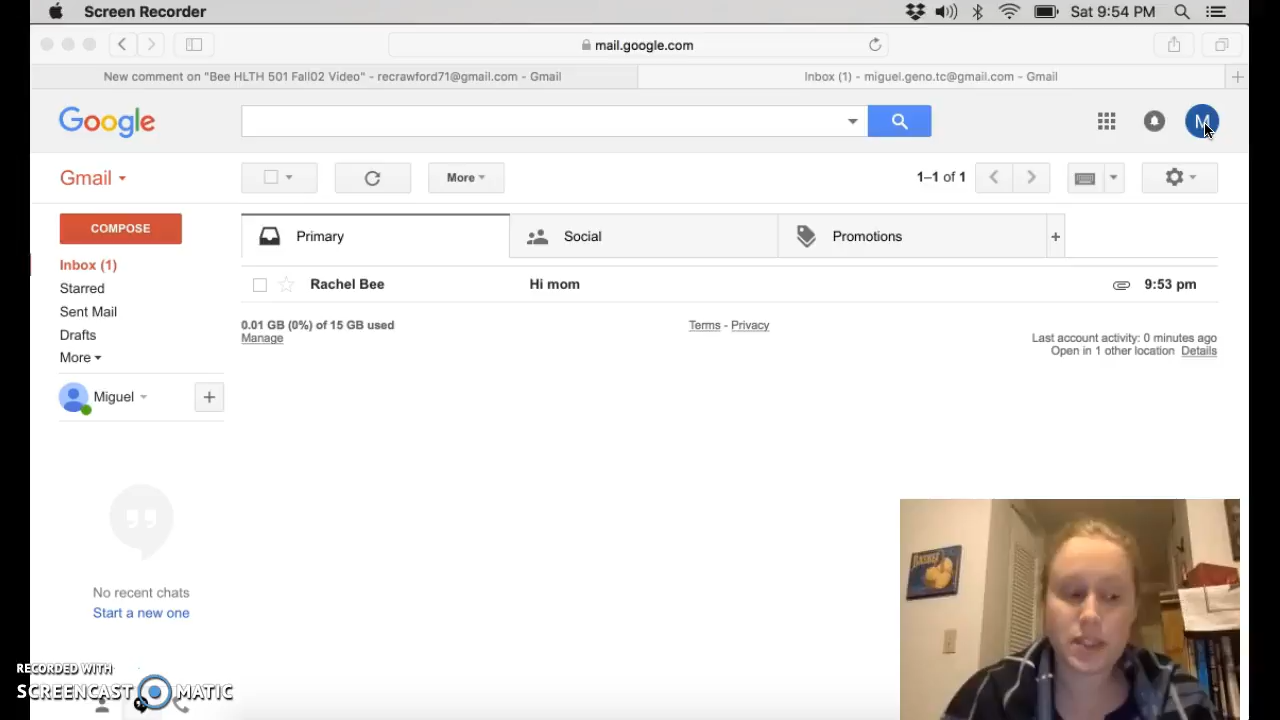 Screen Recorder
Sat 9:54 PM
mail.google.com
New comment on "Bee HLTH 501 Fall02 Video" - recrawford71@gmail.com - Gmail
Inbox (1) - miguel.geno.tc@gmail.com - Gmail
Google
M
Gmail
More
1–1 of 1
COMPOSE
Primary
Social
Promotions
+
Inbox (1)
Starred
Sent Mail
Drafts
More
Rachel Bee
Hi mom
9:53 pm
0.01 GB (0%) of 15 GB used
Manage
Terms - Privacy
Last account activity: 0 minutes ago
Open in 1 other location Details
Miguel
+
No recent chats
Start a new one
RECORDED WITH
SCREENCAST MATIC